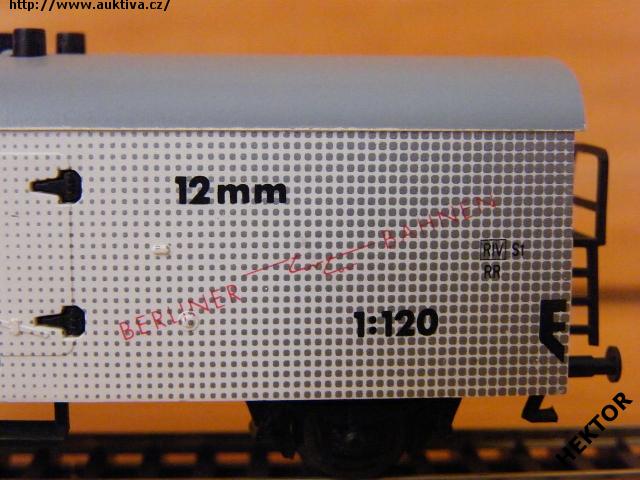 http://www.auktiva.cz/
12mm
BERLINER BAHNEN
RIV St
RR
1:120
HEKTOR